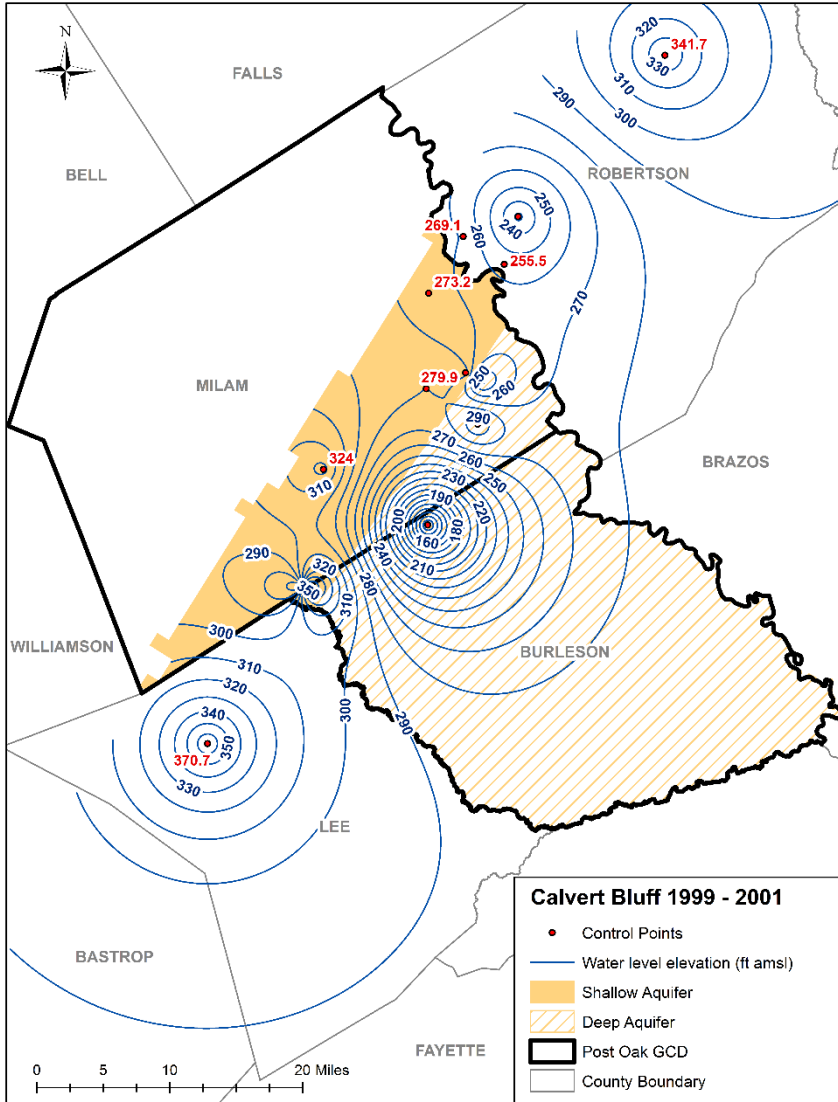 N
FALLS
BELL
ROBERTSON
MILAM
BRAZOS
WILLIAMSON
BURLESON
LEE
BASTROP
FAYETTE
320
341.7
330
310
290
300
250
240
269.1
260
255.5
270
273.2
250
260
279.9
290
324
310
270
260
230
250
190
220
200
180
160
240
210
280
290
320
350
310
300
310
320
340
350
370.7
330
300
290
Calvert Bluff 1999 - 2001
Control Points
Water level elevation (ft amsl)
Shallow Aquifer
Deep Aquifer
Post Oak GCD
County Boundary
0 5 10 20 Miles